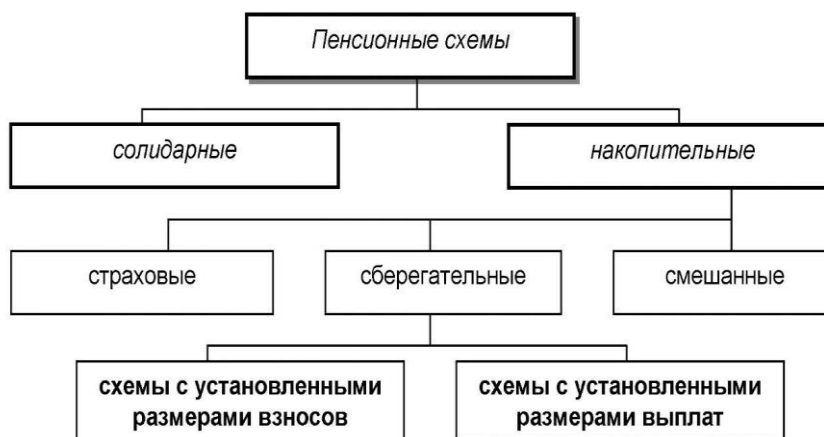 Пенсионные схемы
солидарные
накопительные
страховые
сберегательные
смешанные
схемы с установленными
размерами взносов
схемы с установленными
размерами выплат